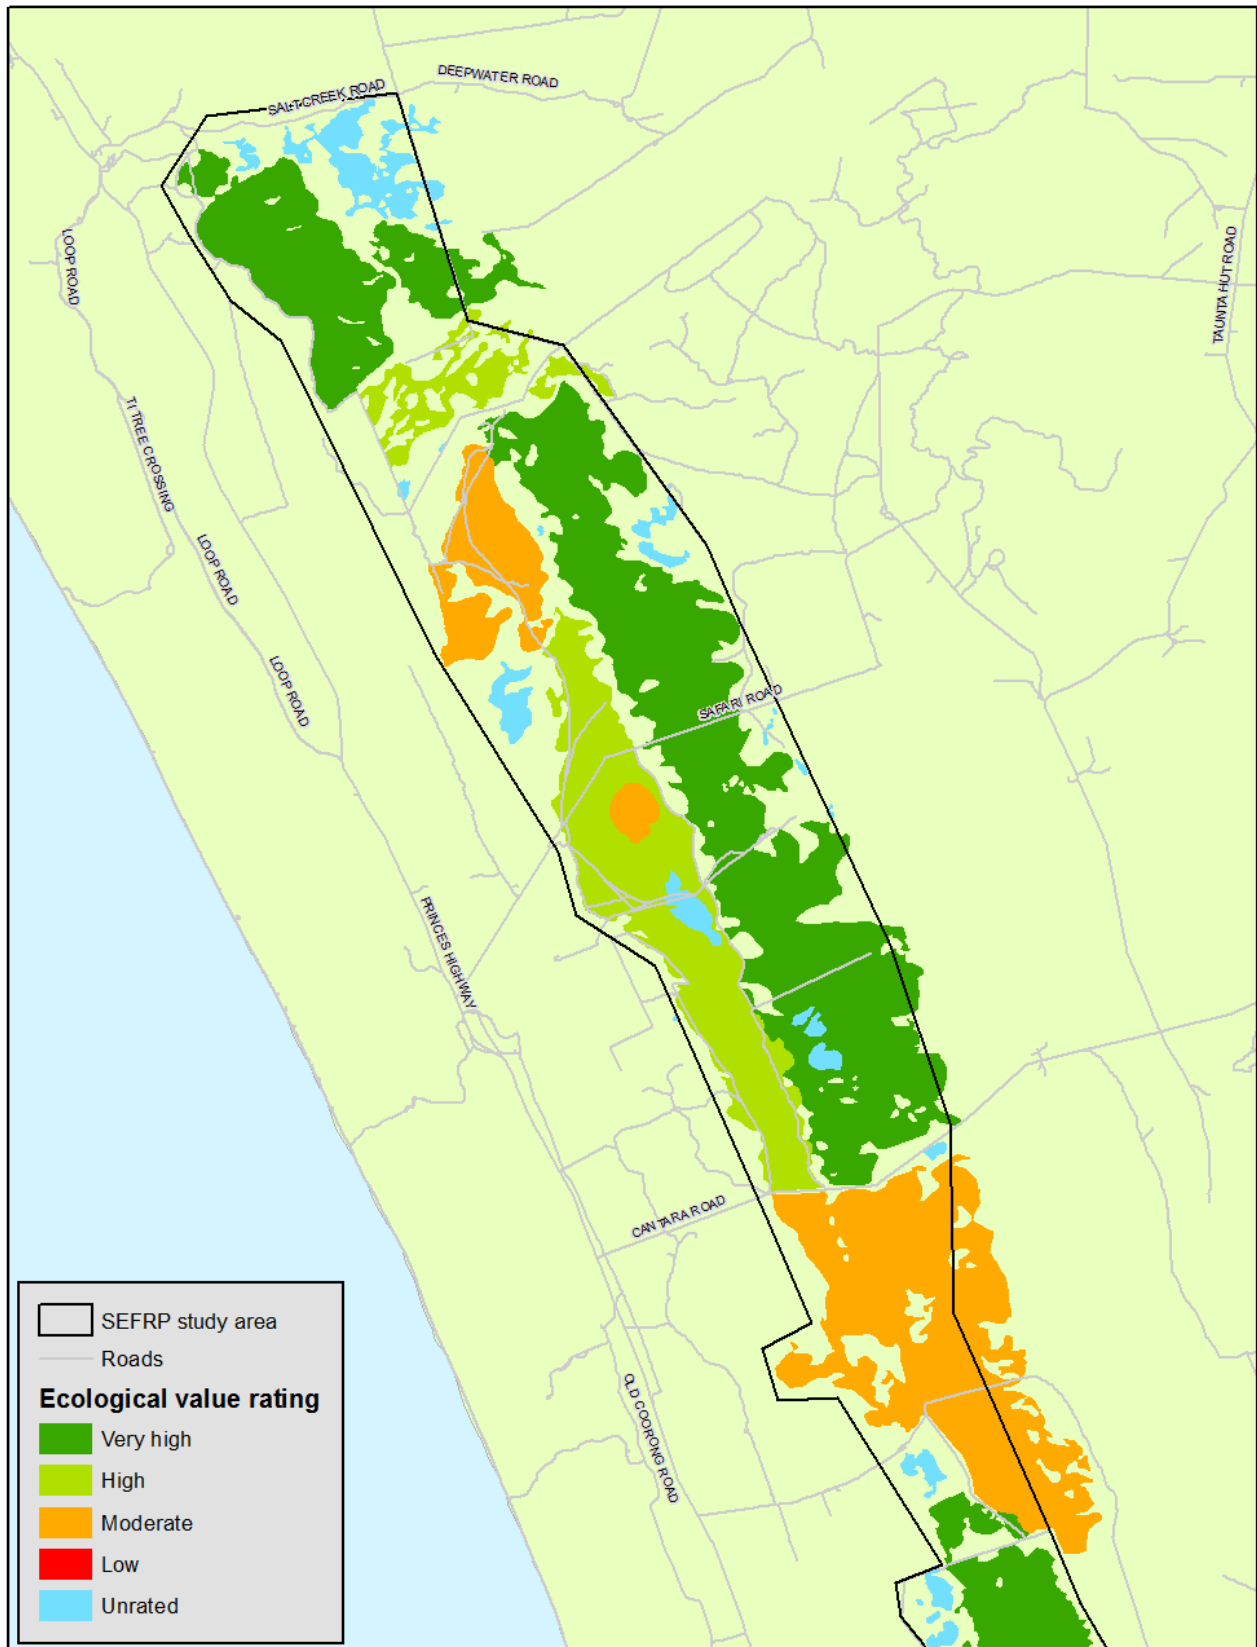 DEEPWATER ROAD
SALT CREEK ROAD
LOOP ROAD
TAUNTA HUT ROAD
TI TREE CROSSING
LOOP ROAD
LOOP ROAD
SAFARI ROAD
PRINCES HIGHWAY
CANTARA ROAD
OLD COORONG ROAD
SEFRP study area
Roads
Ecological value rating
Very high
High
Moderate
Low
Unrated